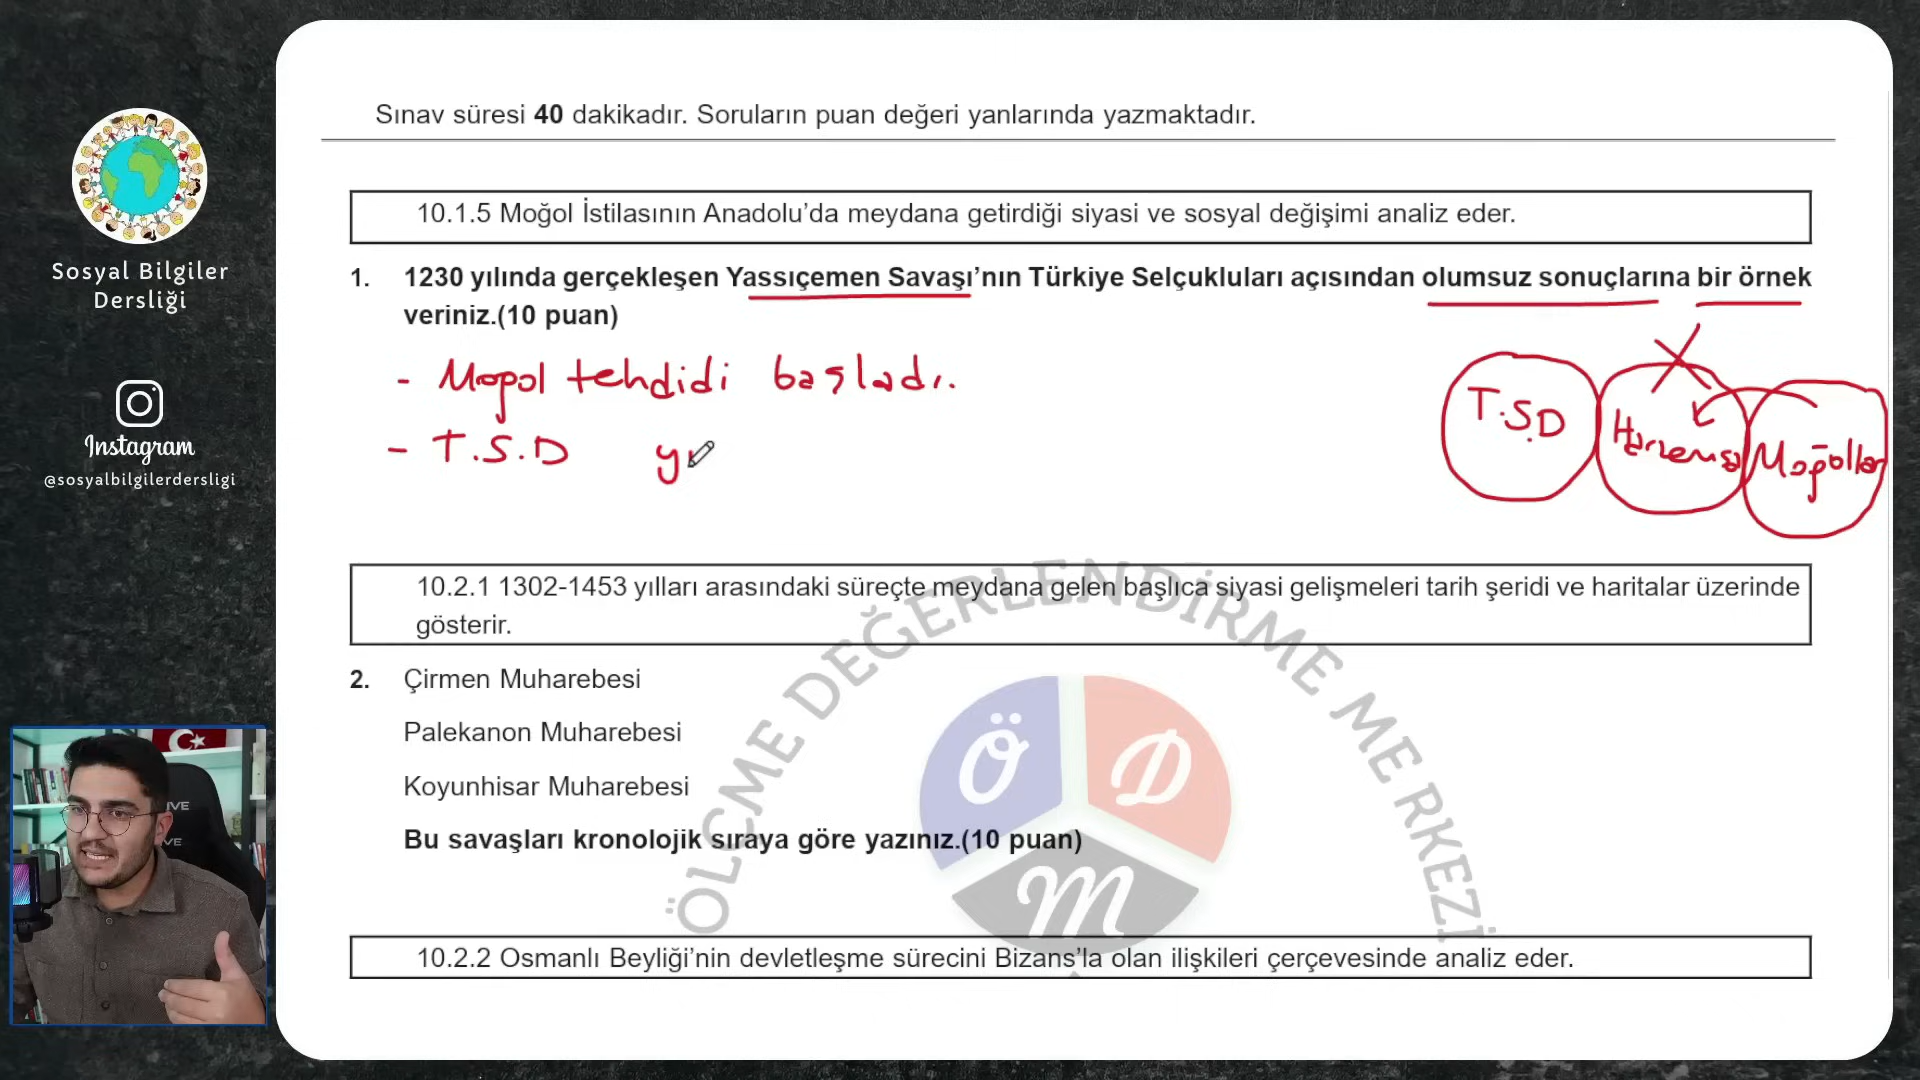 Sınav süresi 40 dakikadır. Soruların puan değeri yanlarında yazmaktadır.
10.1.5 Moğol İstilasının Anadolu’da meydana getirdiği siyasi ve sosyal değişimi analiz eder.
1. 1230 yılında gerçekleşen Yassıçemen Savaşı’nın Türkiye Selçukluları açısından olumsuz sonuçlarına bir örnek
veriniz.(10 puan)
- Moğol tehdidi başladı.
- T.S.D
T.S.D
Moğollar
10.2.1 1302-1453 yılları arasındaki süreçte meydana gelen başlıca siyasi gelişmeleri tarih şeridi ve haritalar üzerinde
gösterir.
2. Çirmen Muharebesi
Palekanon Muharebesi
Koyunhisar Muharebesi
Bu savaşları kronolojik sıraya göre yazınız.(10 puan)
10.2.2 Osmanlı Beyliği’nin devletleşme sürecini Bizans’la olan ilişkileri çerçevesinde analiz eder.
ÖLÇME DEĞERLENDİRME MERKEZİ
Ö D M
Sosyal Bilgiler
Dersliği
Instagram
@sosyalbilgilerdersligi